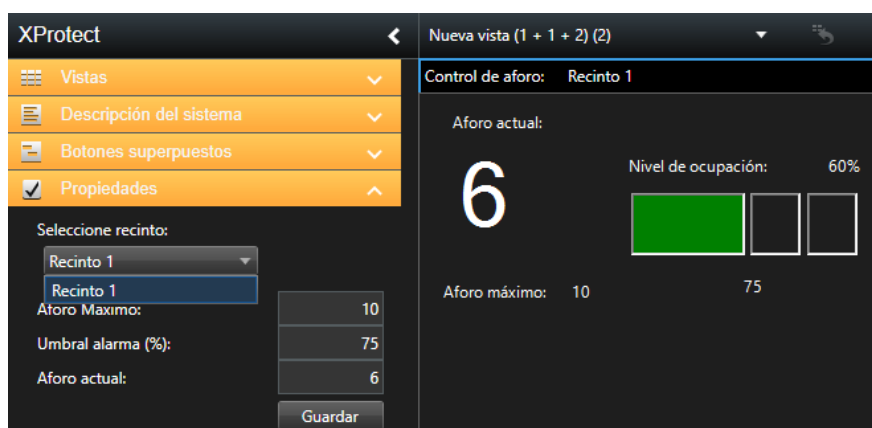 XProtect
Vistas
Descripción del sistema
Botones superpuestos
Propiedades
Seleccione recinto:
Recinto 1
Recinto 1
Aforo Maximo: 10
Umbral alarma (%): 75
Aforo actual: 6
Guardar
Nueva vista (1 + 1 + 2) (2)
Control de aforo: Recinto 1
Aforo actual:
6
Nivel de ocupación: 60%
Aforo máximo: 10
75